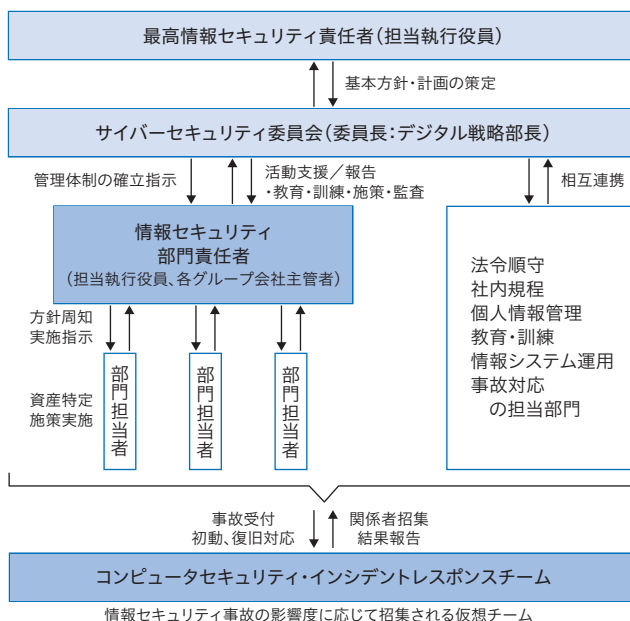 最高情報セキュリティ責任者(担当執行役員)
基本方針・計画の策定
サイバーセキュリティ委員会(委員長:デジタル戦略部長)
管理体制の確立指示
活動支援/報告
・教育・訓練・施策・監査
相互連携
情報セキュリティ
部門責任者
(担当執行役員、各グループ会社主管者)
方針周知
実施指示
資産特定
施策実施
部門担当者
部門担当者
部門担当者
法令順守
社内規程
個人情報管理
教育・訓練
情報システム運用
事故対応
の担当部門
事故受付
初動、復旧対応
関係者招集
結果報告
コンピュータセキュリティ・インシデントレスポンスチーム
情報セキュリティ事故の影響度に応じて招集される仮想チーム